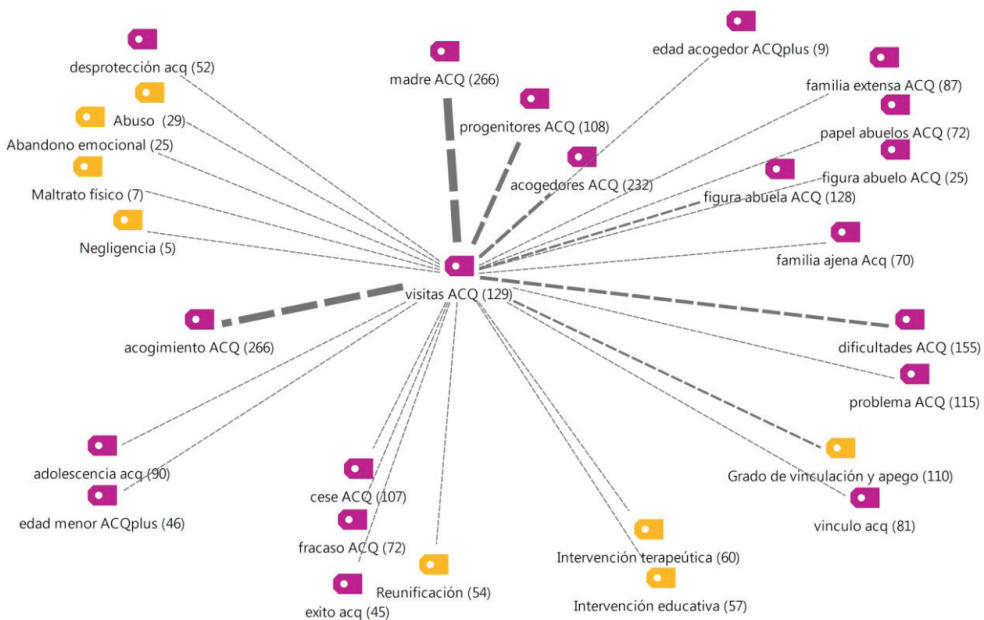 edad acogedor ACQplus (9)
desprotección acq (52)
madre ACQ (266)
familia extensa ACQ (87)
Abuso (29)
progenitores ACQ (108)
papel abuelos ACQ (72)
Abandono emocional (25)
acogedores ACQ (232)
figura abuelo ACQ (25)
Maltrato físico (7)
figura abuela ACQ (128)
Negligencia (5)
familia ajena Acq (70)
visitas ACQ (129)
acogimiento ACQ (266)
dificultades ACQ (155)
problema ACQ (115)
adolescencia acq (90)
Grado de vinculación y apego (110)
cese ACQ (107)
edad menor ACQplus (46)
vinculo acq (81)
fracaso ACQ (72)
Intervención terapeútica (60)
Reunificación (54)
Intervención educativa (57)
exito acq (45)